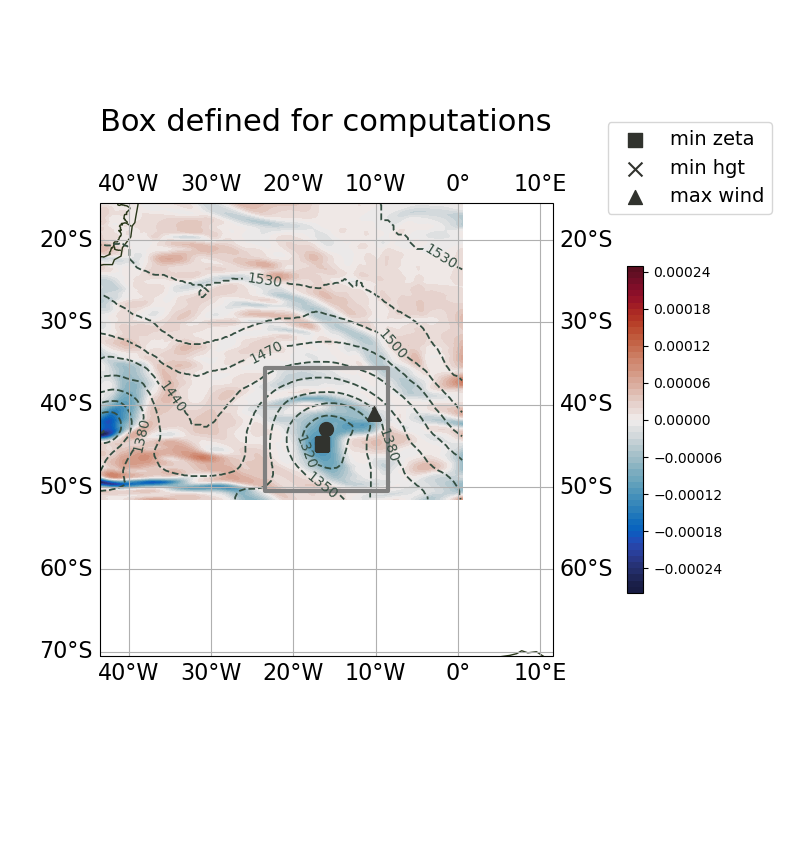 Box defined for computations
min zeta
min hgt
max wind
40°W 30°W 20°W 10°W 0° 10°E
20°S 20°S
30°S 30°S
40°S 40°S
50°S 50°S
60°S 60°S
70°S
40°W 30°W 20°W 10°W 0° 10°E
1530
1530
1500
1470
1440
1380
1380
1320
1350
0.00024
0.00018
0.00012
0.00006
0.00000
−0.00006
−0.00012
−0.00018
−0.00024